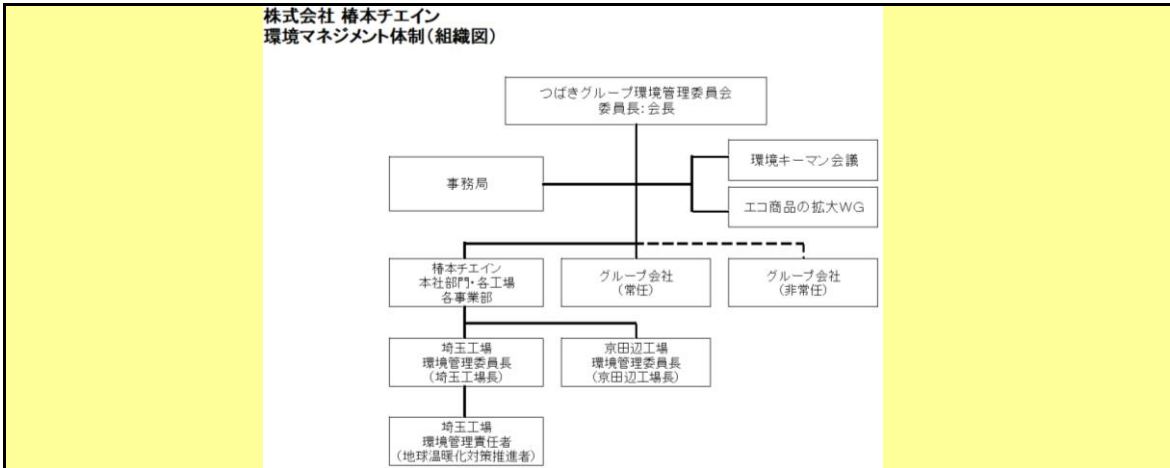 株式会社 椿本チエイン
環境マネジメント体制(組織図)
つばきグループ環境管理委員会
委員長:会長
環境キーマン会議
事務局
エコ商品の拡大WG
椿本チエイン
本社部門・各工場
各事業部
グループ会社
(常任)
グループ会社
(非常任)
埼玉工場
環境管理委員長
(埼玉工場長)
京田辺工場
環境管理委員長
(京田辺工場長)
埼玉工場
環境管理責任者
(地球温暖化対策推進者)